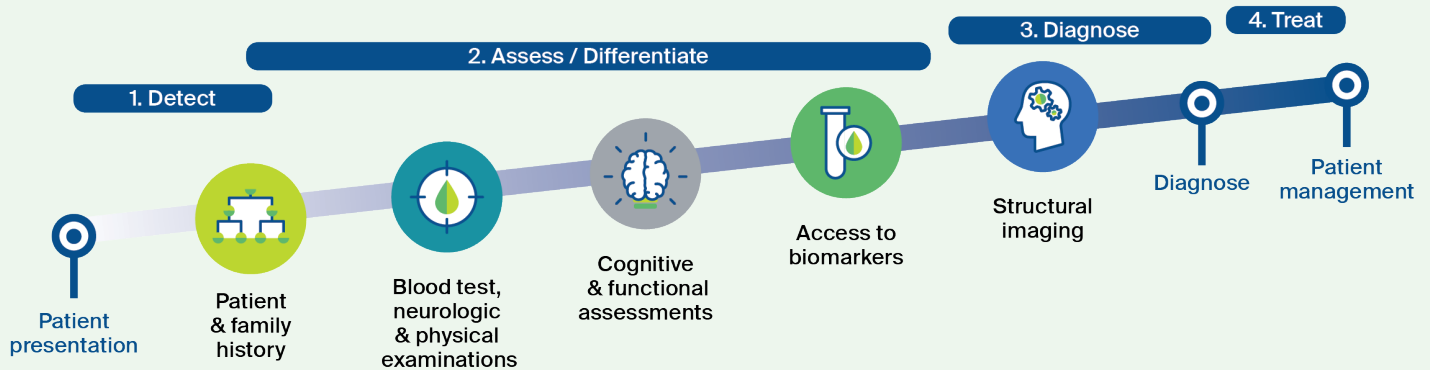 1. Detect
2. Assess / Differentiate
3. Diagnose
4. Treat
Patient
presentation
Patient
& family
history
Blood test,
neurologic
& physical
examinations
Cognitive
& functional
assessments
Access to
biomarkers
Structural
imaging
Diagnose
Patient
management